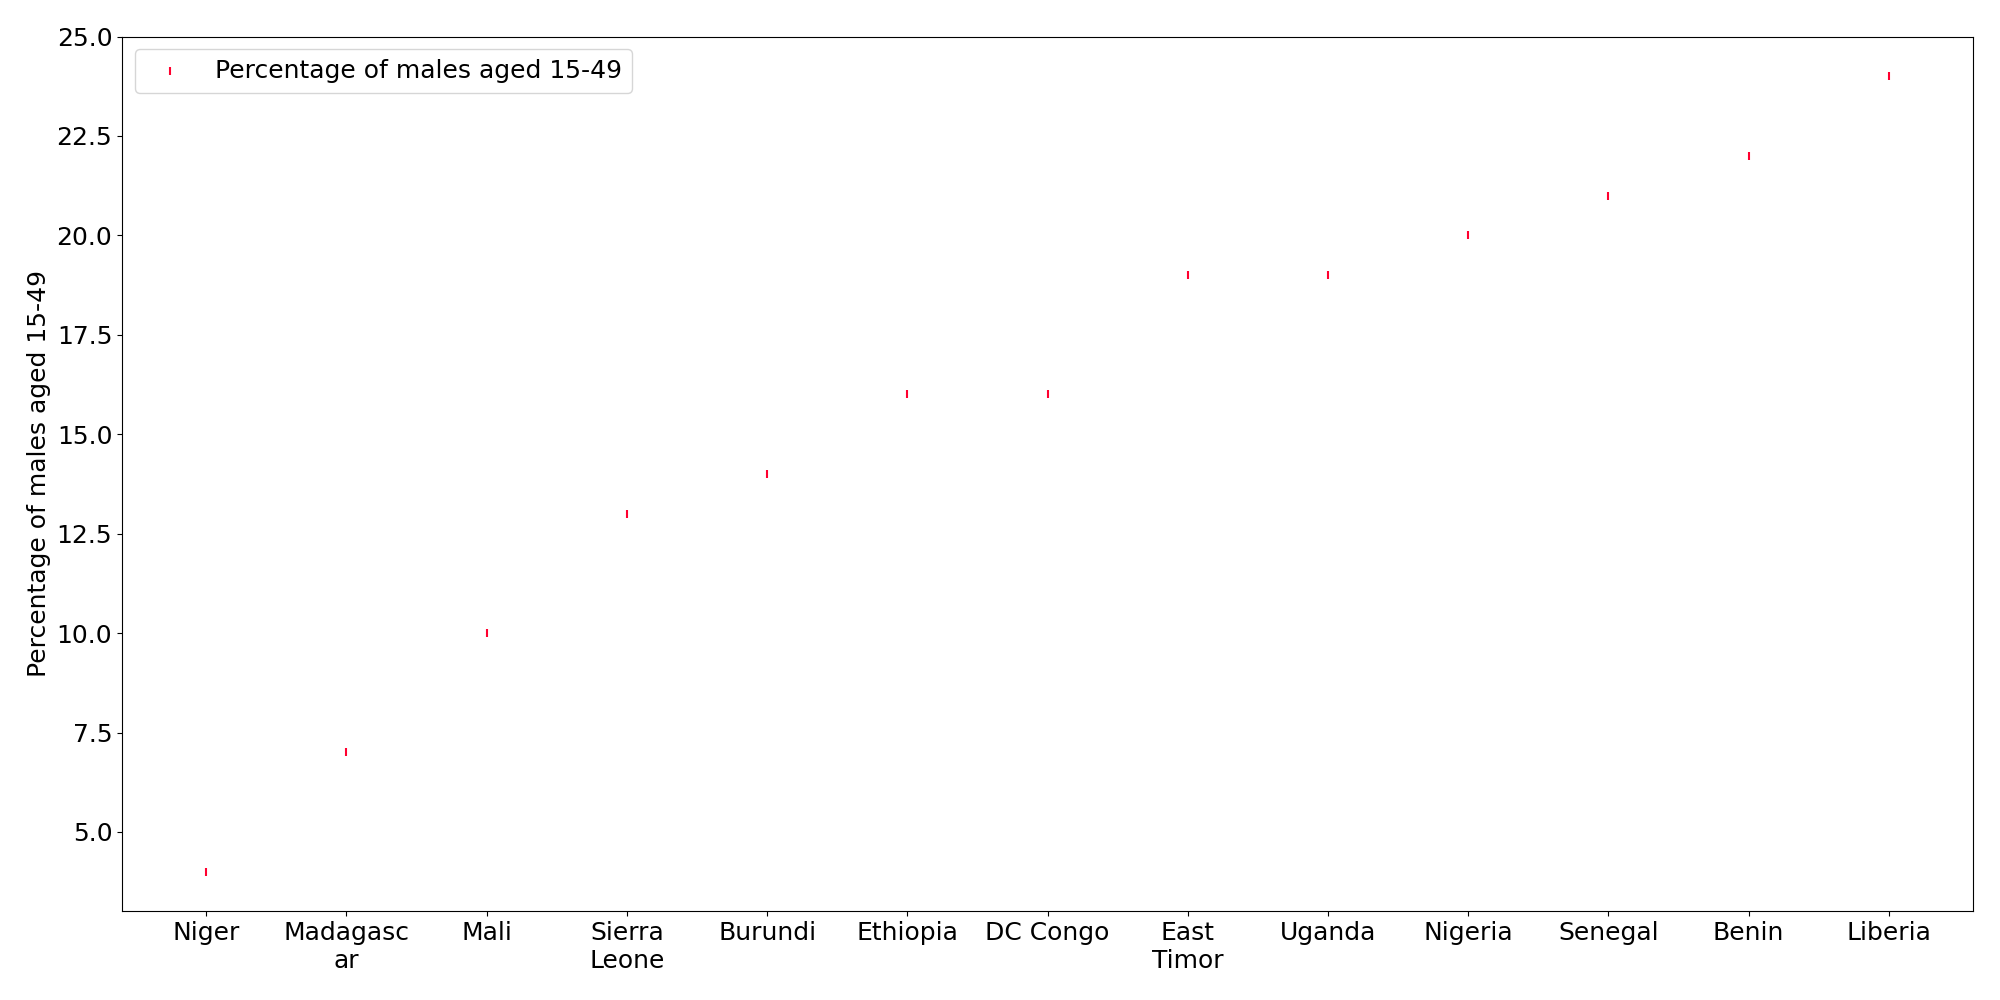 Percentage of males aged 15-49
25.0
22.5
20.0
17.5
15.0
12.5
10.0
7.5
5.0
Percentage of males aged 15-49
Niger
Madagasc
ar
Mali
Sierra
Leone
Burundi
Ethiopia
DC Congo
East
Timor
Uganda
Nigeria
Senegal
Benin
Liberia